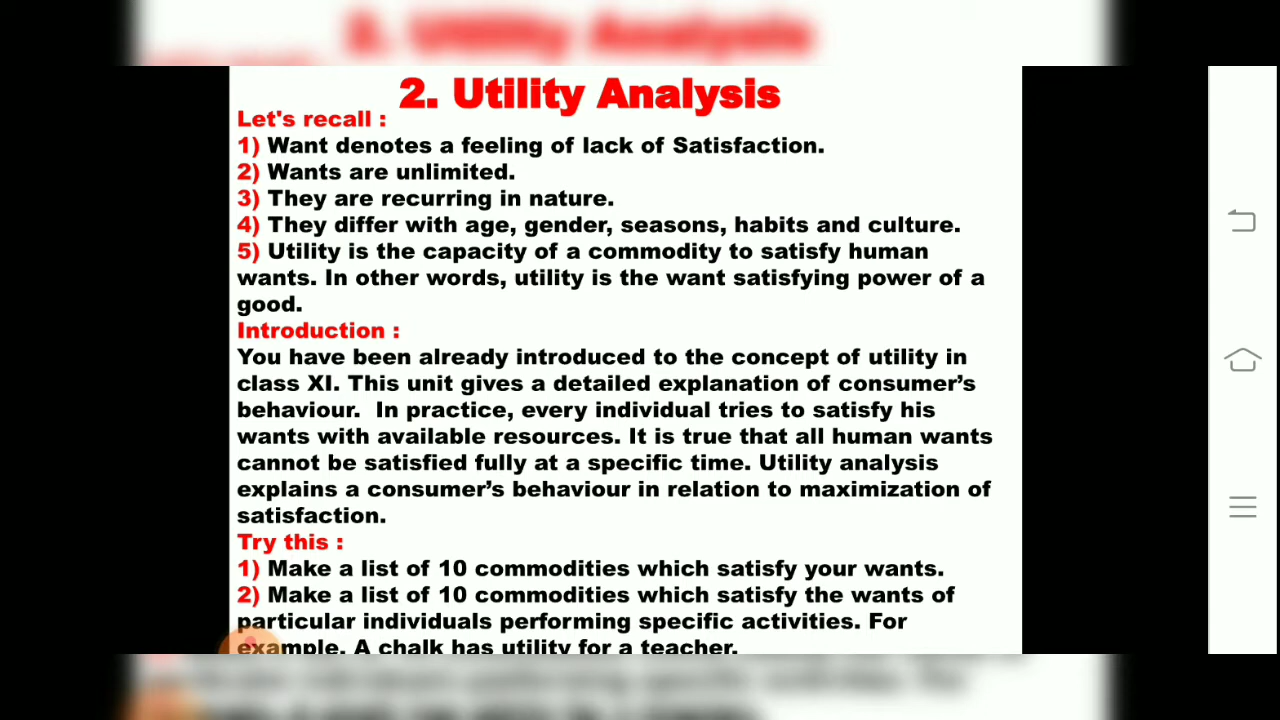 2. Utility Analysis
Let's recall :
1) Want denotes a feeling of lack of Satisfaction.
2) Wants are unlimited.
3) They are recurring in nature.
4) They differ with age, gender, seasons, habits and culture.
5) Utility is the capacity of a commodity to satisfy human
wants. In other words, utility is the want satisfying power of a
good.
Introduction :
You have been already introduced to the concept of utility in
class XI. This unit gives a detailed explanation of consumer’s
behaviour.  In practice, every individual tries to satisfy his
wants with available resources. It is true that all human wants
cannot be satisfied fully at a specific time. Utility analysis
explains a consumer’s behaviour in relation to maximization of
satisfaction.
Try this :
1) Make a list of 10 commodities which satisfy your wants.
2) Make a list of 10 commodities which satisfy the wants of
particular individuals performing specific activities. For
example. A chalk has utility for a teacher.